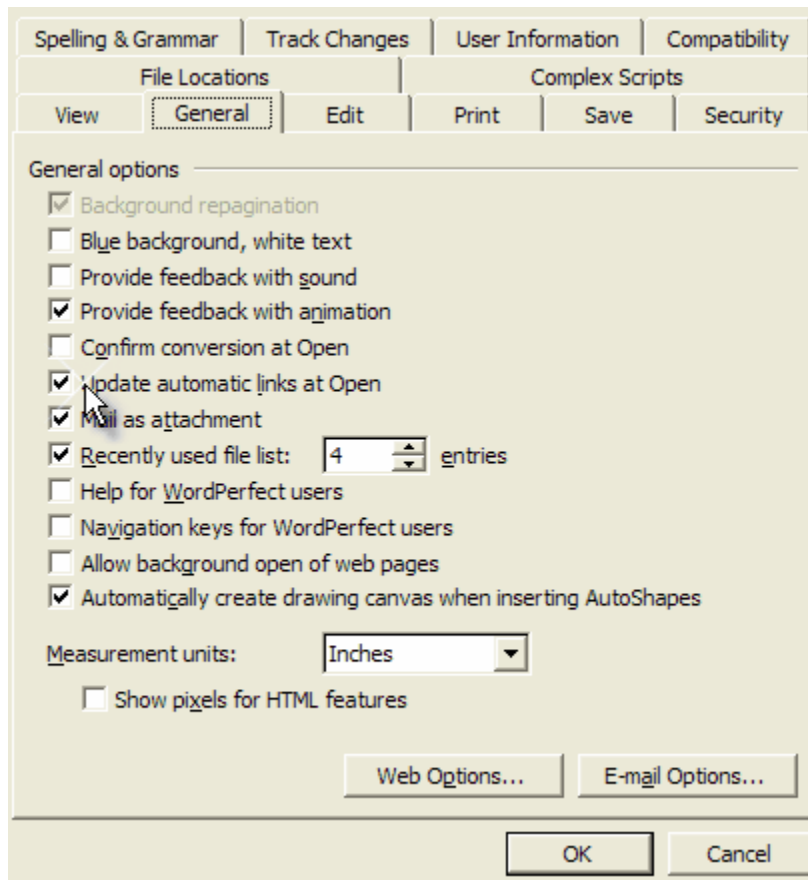 Spelling & Grammar Track Changes User Information Compatibility
File Locations Complex Scripts
View General Edit Print Save Security
General options
Background repagination
Blue background, white text
Provide feedback with sound
Provide feedback with animation
Confirm conversion at Open
Update automatic links at Open
Mail as attachment
Recently used file list: 4 entries
Help for WordPerfect users
Navigation keys for WordPerfect users
Allow background open of web pages
Automatically create drawing canvas when inserting AutoShapes
Measurement units: Inches
Show pixels for HTML features
Web Options... E-mail Options...
OK Cancel